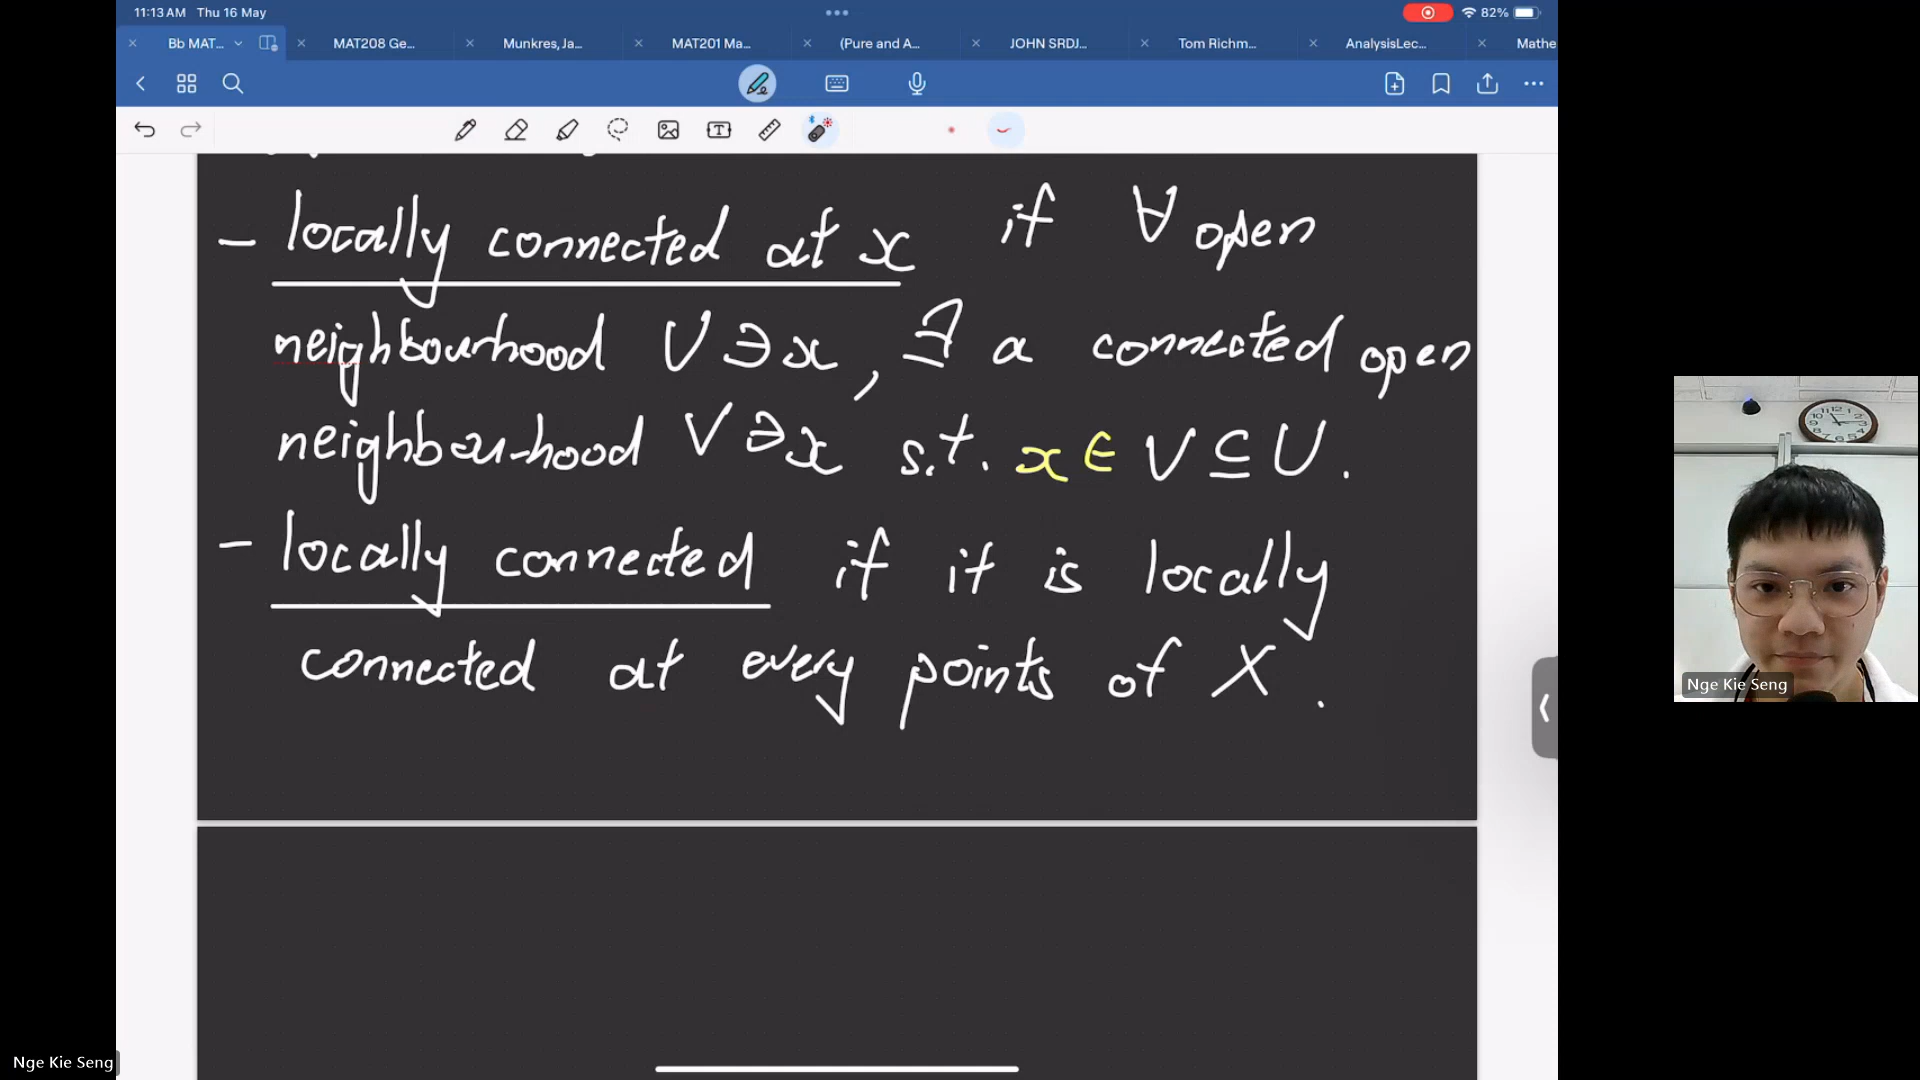 11:13 AM Thu 16 May
82%
Bb MAT... MAT208 Ge... Munkres, Ja... MAT201 Ma... (Pure and A... JOHN SRDJ... Tom Richm... AnalysisLec... Mathe
- locally connected at x if ∀ open
neighbourhood U ∋ x, ∃ a connected open
neighbourhood V ∋ x s.t. x ∈ V ⊆ U.
- locally connected if it is locally
connected at every points of X.
Nge Kie Seng
Nge Kie Seng